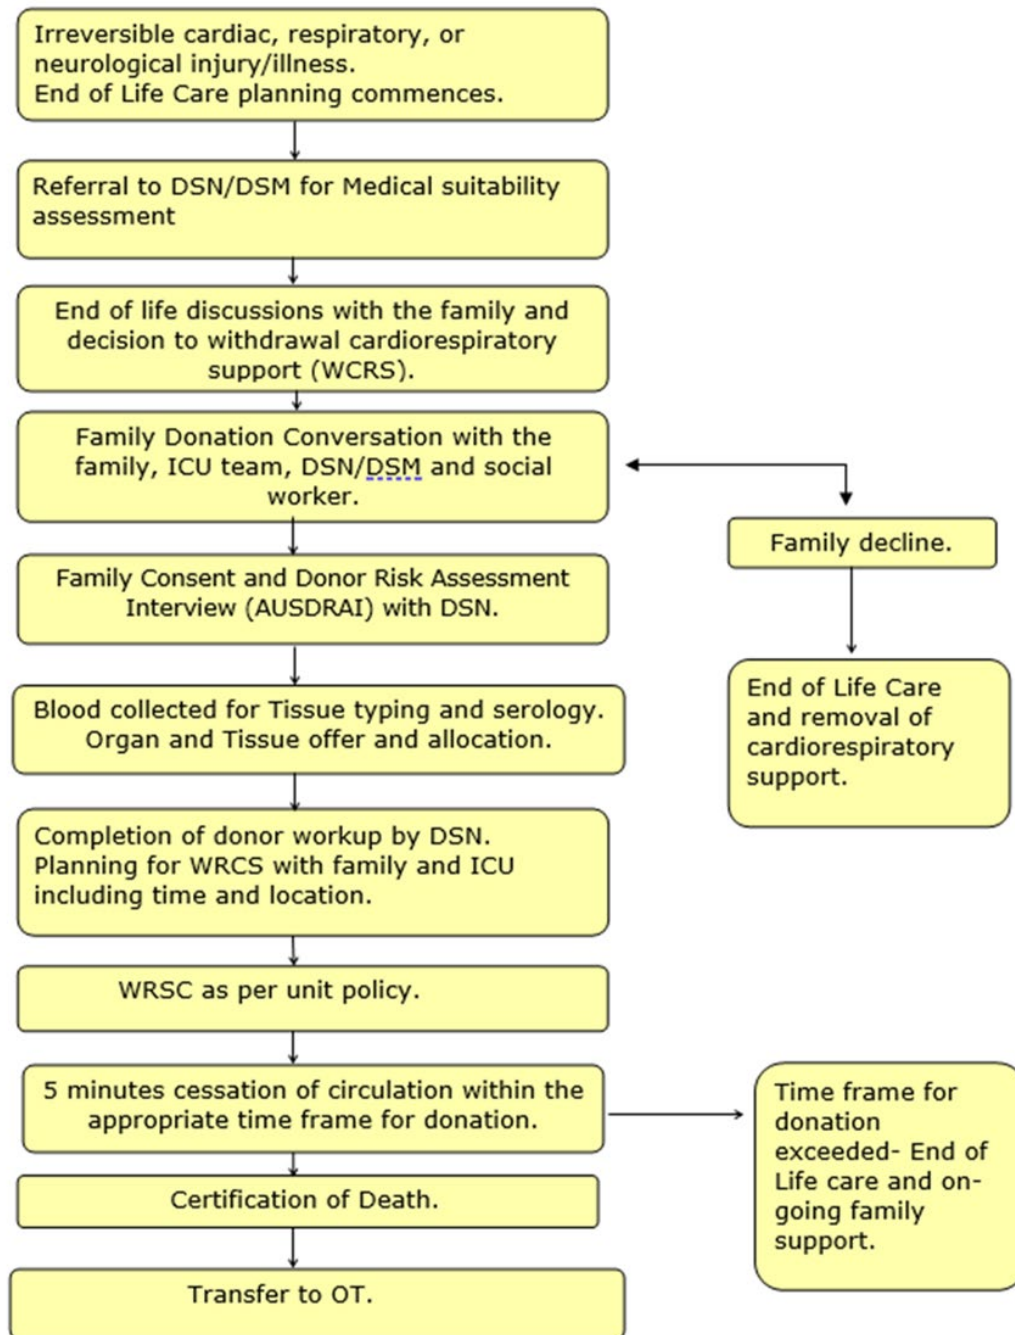 Irreversible cardiac, respiratory, or
neurological injury/illness.
End of Life Care planning commences.
Referral to DSN/DSM for Medical suitability
assessment
End of life discussions with the family and
decision to withdrawal cardiorespiratory
support (WCRS).
Family Donation Conversation with the
family, ICU team, DSN/DSM and social
worker.
Family decline.
Family Consent and Donor Risk Assessment
Interview (AUSDRAI) with DSN.
End of Life Care
and removal of
cardiorespiratory
support.
Blood collected for Tissue typing and serology.
Organ and Tissue offer and allocation.
Completion of donor workup by DSN.
Planning for WRCS with family and ICU
including time and location.
WRSC as per unit policy.
5 minutes cessation of circulation within the
appropriate time frame for donation.
Time frame for
donation
exceeded- End of
Life care and on-
going family
support.
Certification of Death.
Transfer to OT.